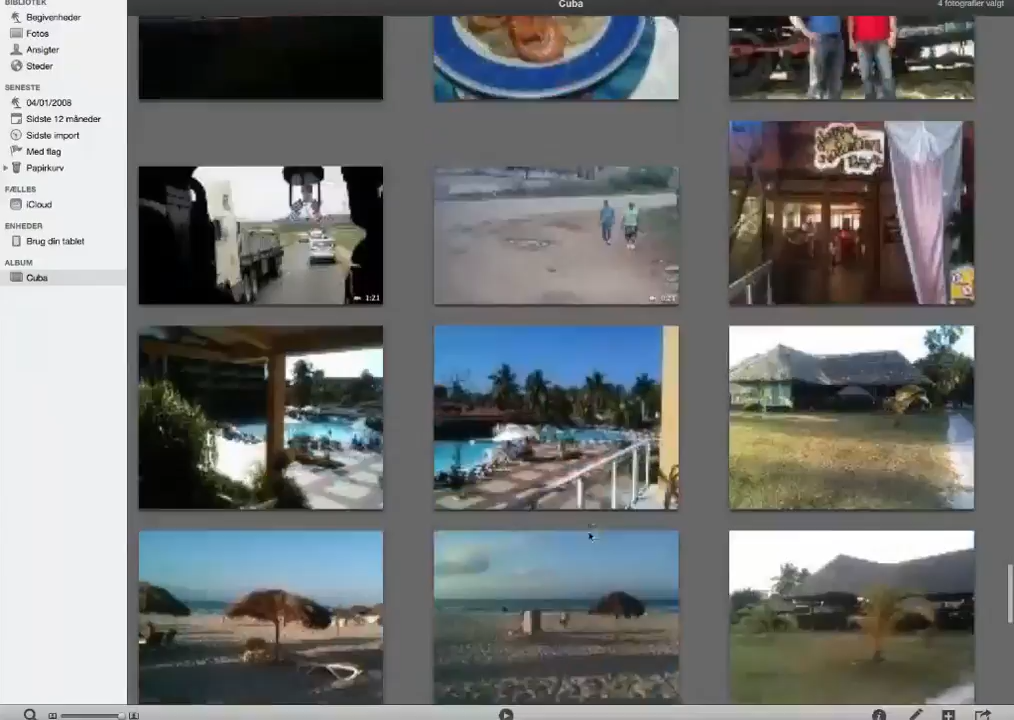 Cuba
4 fotografier valgt
BIBLIOTEK
Begivenheder
Fotos
Ansigter
Steder
SENESTE
04/01/2008
Sidste 12 måneder
Sidste import
Med flag
Papirkurv
FÆLLES
iCloud
ENHEDER
Brug din tablet
ALBUM
Cuba
1:21